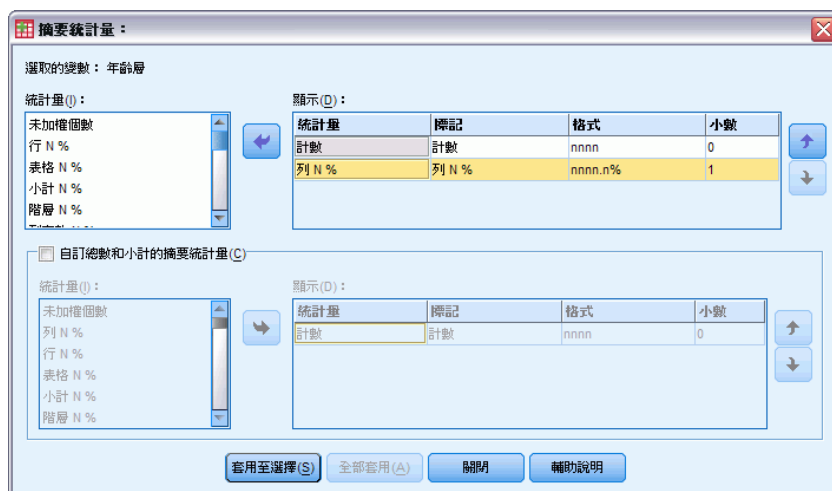 摘要統計量：
選取的變數： 年齡層
統計量(I)：
未加權個數
行 N %
表格 N %
小計 N %
階層 N %
顯示(D)：
統計量 標記 格式 小數
計數 計數 nnnn 0
列 N % 列 N % nnnn.n% 1
自訂總數和小計的摘要統計量(C)
統計量(I)：
未加權個數
列 N %
行 N %
表格 N %
小計 N %
階層 N %
顯示(D)：
統計量 標記 格式 小數
計數 計數 nnnn 0
套用至選擇(S) 全部套用(A) 關閉 輔助說明